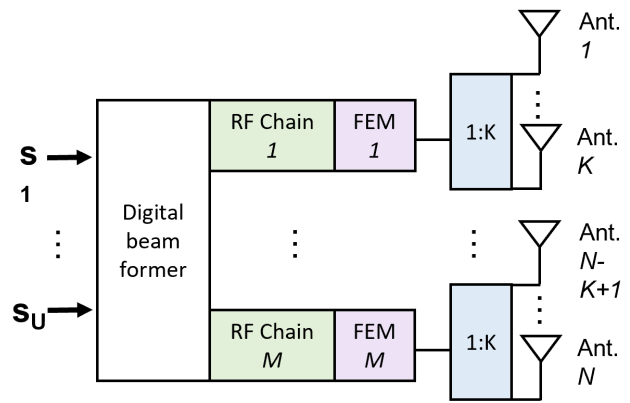 Ant.
1
RF Chain
1
FEM
1
1:K
Ant.
K
S
1
Digital
beam
former
Ant.
N-
K+1
sU
RF Chain
M
FEM
M
1:K
Ant.
N